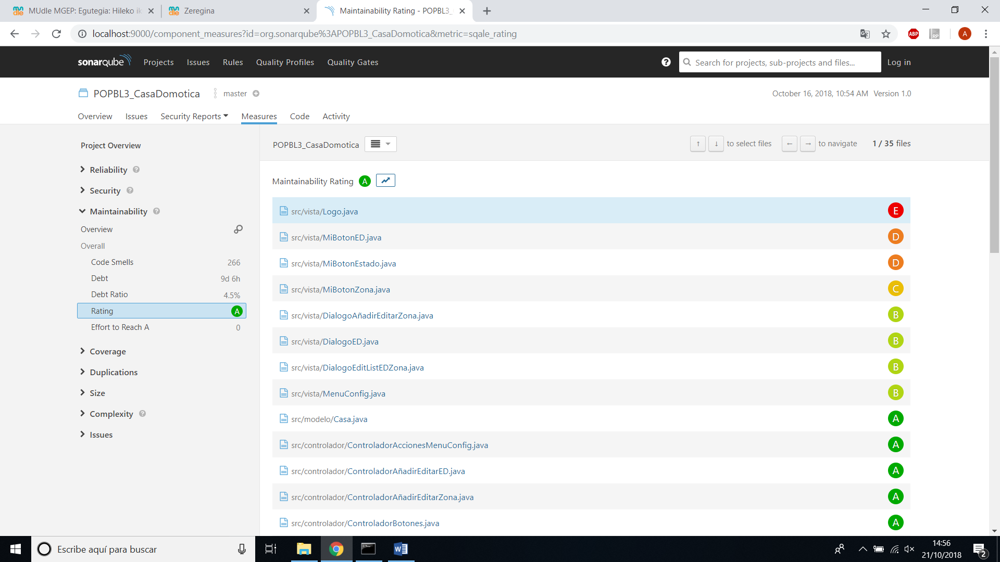 MUdle MGEP: Egutegia: Hileko ik
Zeregina
Maintainability Rating - POPBL3_
localhost:9000/component_measures?id=org.sonarqube%3APOPBL3_CasaDomotica&metric=sqale_rating
ABP
RP
A
sonarqube Projects Issues Rules Quality Profiles Quality Gates
? Search for projects, sub-projects and files... Log in
POPBL3_CasaDomotica master
October 16, 2018, 10:54 AM Version 1.0
Overview Issues Security Reports Measures Code Activity
Project Overview
Reliability ?
Security ?
Maintainability ?
Overview
Overall
Code Smells 266
Debt 9d 6h
Debt Ratio 4.5%
Rating A
Effort to Reach A 0
Coverage
Duplications
Size
Complexity ?
Issues
POPBL3_CasaDomotica
↑ ↓ to select files ← → to navigate 1 / 35 files
Maintainability Rating A
src/vista/Logo.java E
src/vista/MiBotonED.java D
src/vista/MiBotonEstado.java D
src/vista/MiBotonZona.java C
src/vista/DialogoAñadirEditarZona.java B
src/vista/DialogoED.java B
src/vista/DialogoEditListEDZona.java B
src/vista/MenuConfig.java B
src/modelo/Casa.java A
src/controlador/ControladorAccionesMenuConfig.java A
src/controlador/ControladorAñadirEditarED.java A
src/controlador/ControladorAñadirEditarZona.java A
src/controlador/ControladorBotones.java A
Escribe aquí para buscar
14:56
21/10/2018
2